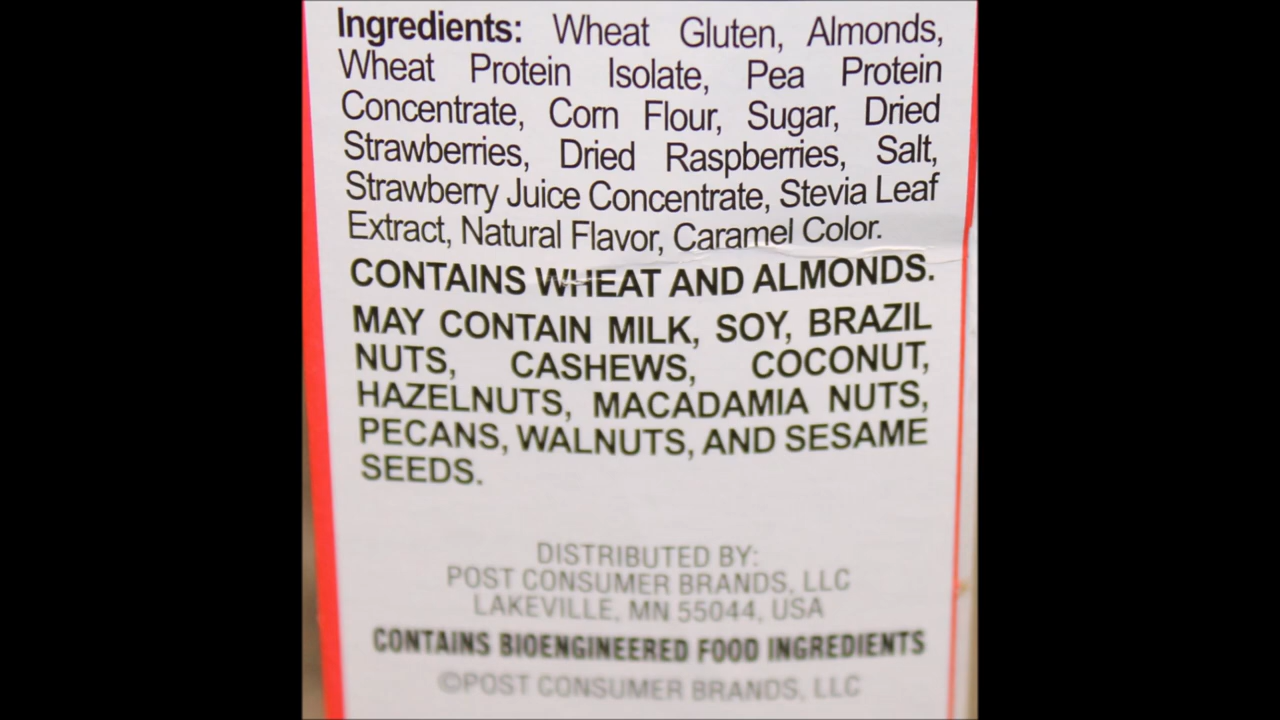 Ingredients: Wheat Gluten, Almonds,
Wheat Protein Isolate, Pea Protein
Concentrate, Corn Flour, Sugar, Dried
Strawberries, Dried Raspberries, Salt,
Strawberry Juice Concentrate, Stevia Leaf
Extract, Natural Flavor, Caramel Color.
CONTAINS WHEAT AND ALMONDS.
MAY CONTAIN MILK, SOY, BRAZIL
NUTS, CASHEWS, COCONUT,
HAZELNUTS, MACADAMIA NUTS,
PECANS, WALNUTS, AND SESAME
SEEDS.
DISTRIBUTED BY:
POST CONSUMER BRANDS, LLC
LAKEVILLE, MN 55044, USA
CONTAINS BIOENGINEERED FOOD INGREDIENTS
©POST CONSUMER BRANDS, LLC